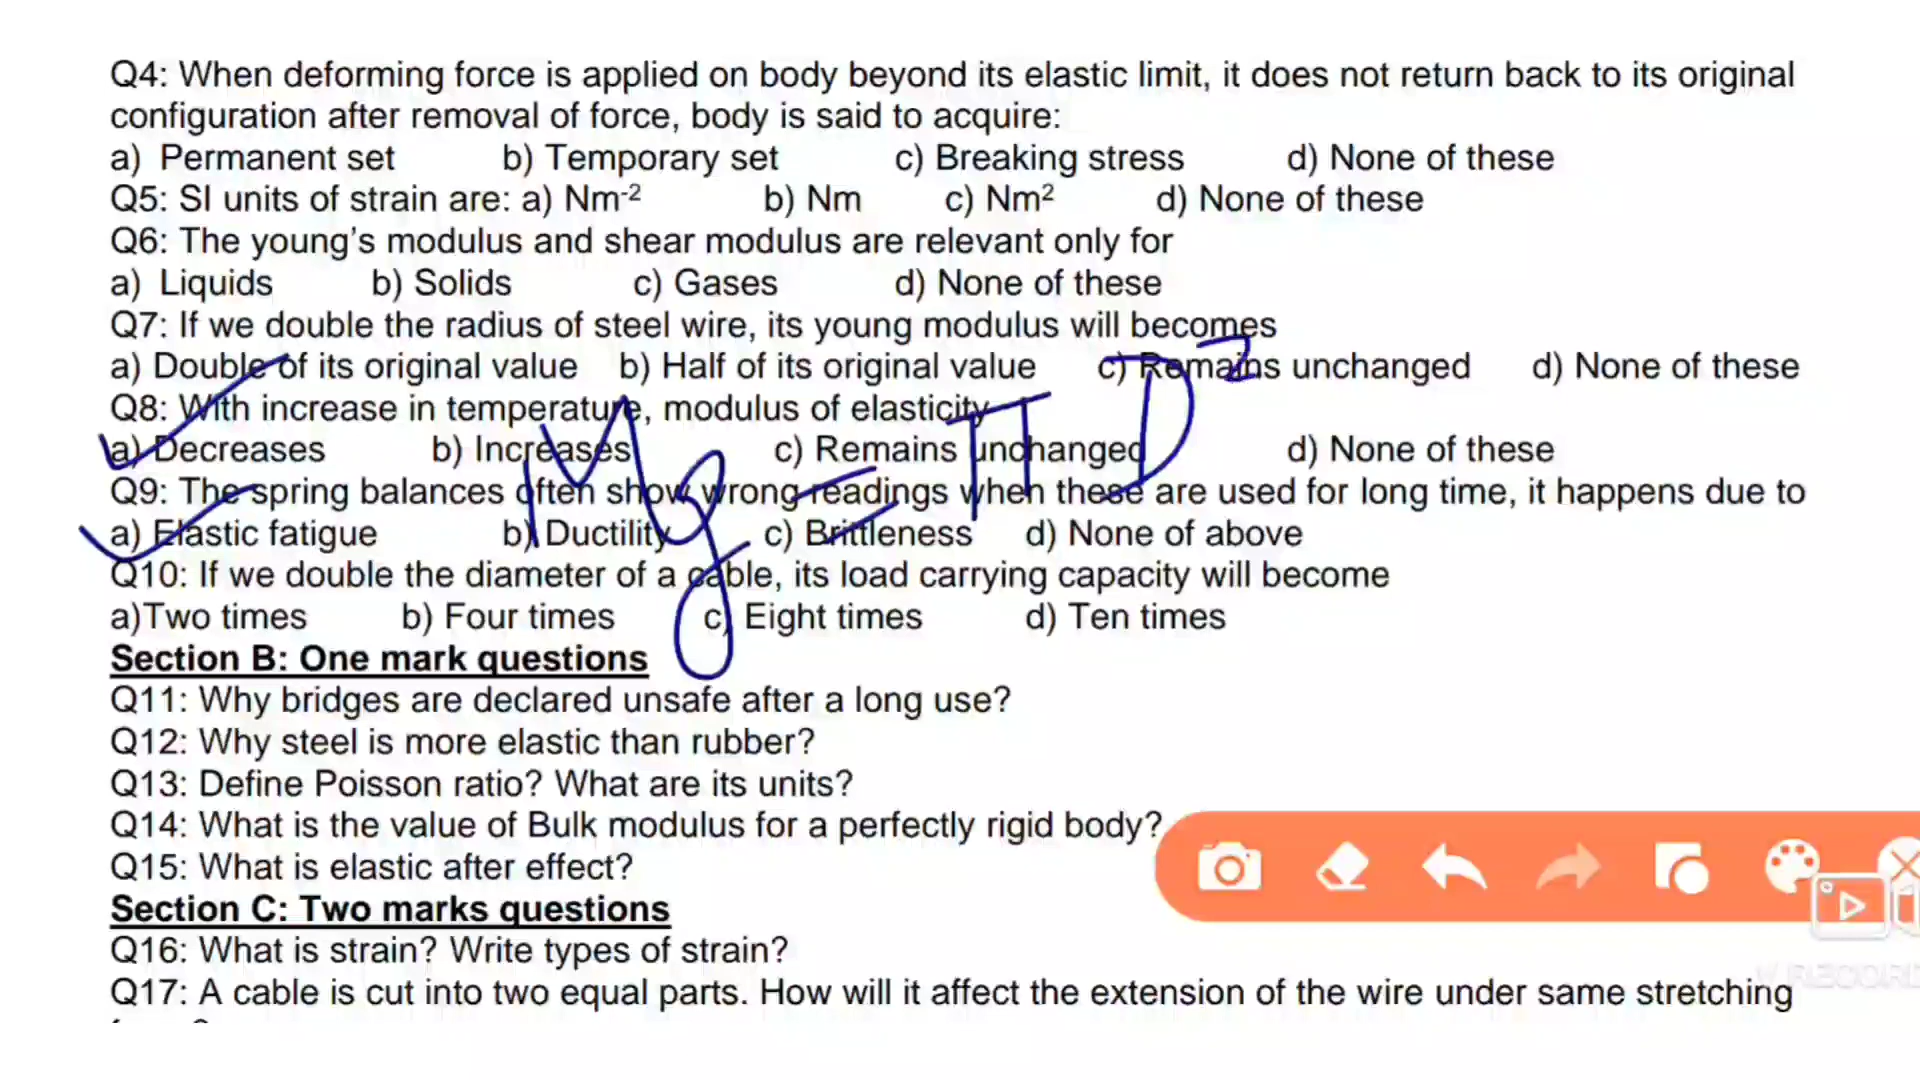 Q4: When deforming force is applied on body beyond its elastic limit, it does not return back to its original
configuration after removal of force, body is said to acquire:
a) Permanent set b) Temporary set c) Breaking stress d) None of these
Q5: SI units of strain are: a) Nm⁻² b) Nm c) Nm² d) None of these
Q6: The young's modulus and shear modulus are relevant only for
a) Liquids b) Solids c) Gases d) None of these
Q7: If we double the radius of steel wire, its young modulus will becomes
a) Double of its original value b) Half of its original value c) Remains unchanged d) None of these
Q8: With increase in temperature, modulus of elasticity
a) Decreases b) Increases c) Remains unchanged d) None of these
Mg = π D²
Q9: The spring balances often show wrong readings when these are used for long time, it happens due to
a) Elastic fatigue b) Ductility c) Brittleness d) None of above
Q10: If we double the diameter of a cable, its load carrying capacity will become
a)Two times b) Four times c) Eight times d) Ten times
Section B: One mark questions
Q11: Why bridges are declared unsafe after a long use?
Q12: Why steel is more elastic than rubber?
Q13: Define Poisson ratio? What are its units?
Q14: What is the value of Bulk modulus for a perfectly rigid body?
Q15: What is elastic after effect?
Section C: Two marks questions
Q16: What is strain? Write types of strain?
V RECORD
Q17: A cable is cut into two equal parts. How will it affect the extension of the wire under same stretching